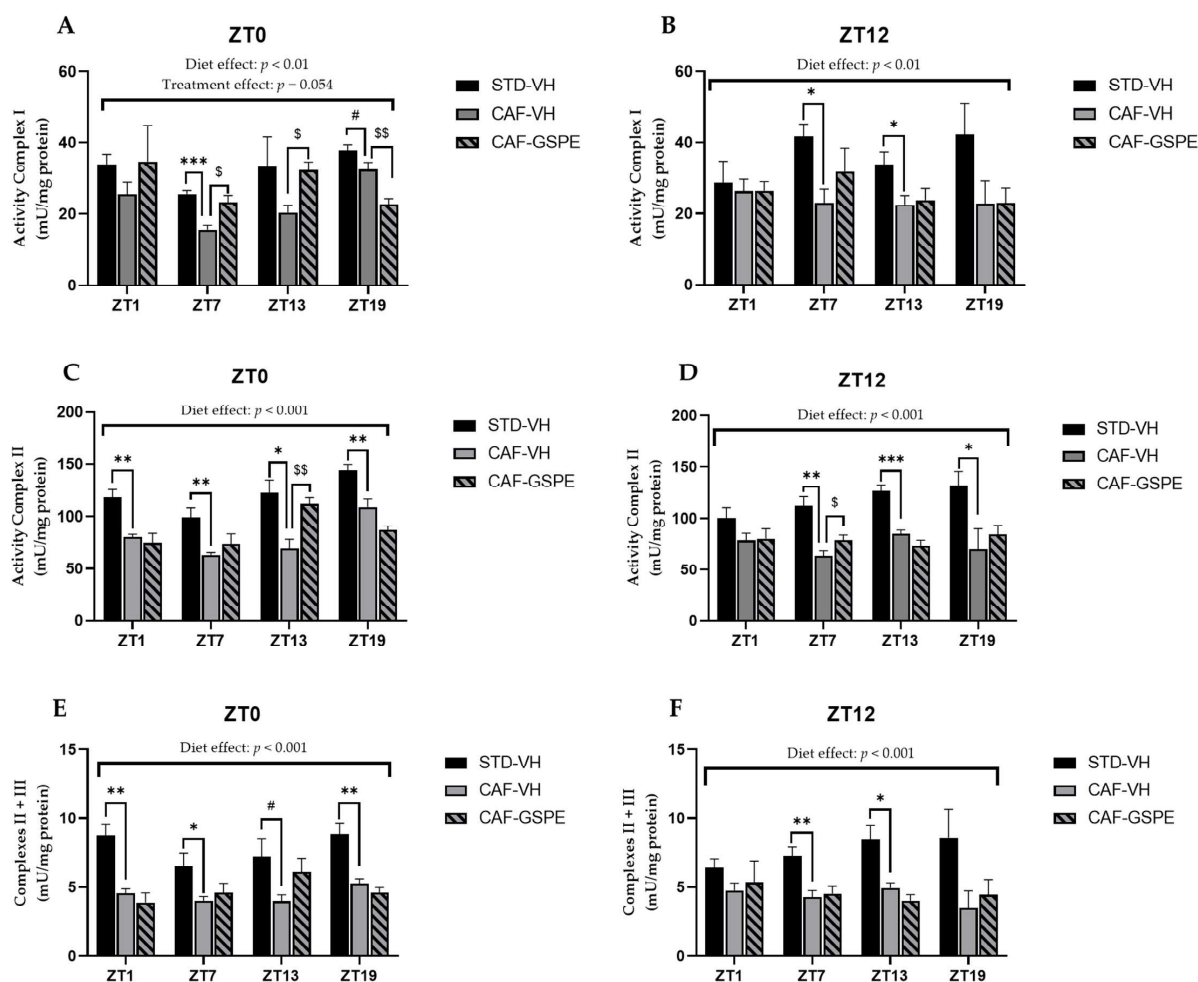 A
ZT0
Diet effect: p < 0.01
Treatment effect: p – 0.054
Activity Complex I
(mU/mg protein)
60
40
20
0
***
$
$
#
$$
ZT1
ZT7
ZT13
ZT19
STD-VH
CAF-VH
CAF-GSPE
B
ZT12
Diet effect: p < 0.01
Activity Complex I
(mU/mg protein)
60
40
20
0
*
*
ZT1
ZT7
ZT13
ZT19
STD-VH
CAF-VH
CAF-GSPE
C
ZT0
Diet effect: p < 0.001
Activity Complex II
(mU/mg protein)
200
150
100
50
0
**
**
*
$$
**
ZT1
ZT7
ZT13
ZT19
STD-VH
CAF-VH
CAF-GSPE
D
ZT12
Diet effect: p < 0.001
Activity Complex II
(mU/mg protein)
200
150
100
50
0
**
$
***
*
ZT1
ZT7
ZT13
ZT19
STD-VH
CAF-VH
CAF-GSPE
E
ZT0
Diet effect: p < 0.001
Complexes II + III
(mU/mg protein)
15
10
5
0
**
*
#
**
ZT1
ZT7
ZT13
ZT19
STD-VH
CAF-VH
CAF-GSPE
F
ZT12
Diet effect: p < 0.001
Complexes II + III
(mU/mg protein)
15
10
5
0
**
*
ZT1
ZT7
ZT13
ZT19
STD-VH
CAF-VH
CAF-GSPE